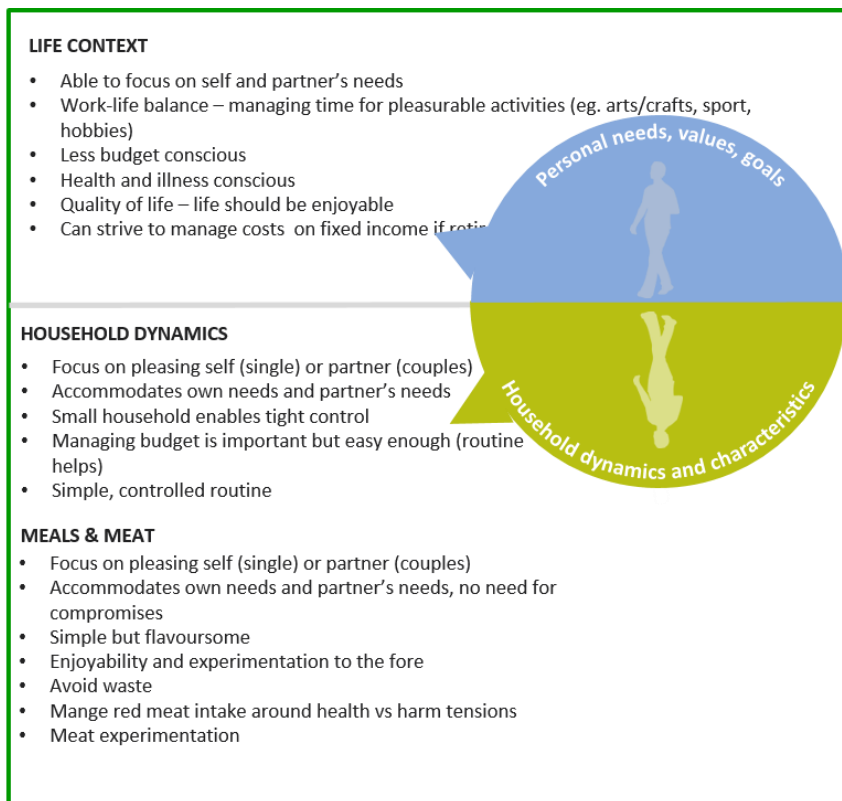 LIFE CONTEXT
• Able to focus on self and partner's needs
• Work-life balance – managing time for pleasurable activities (eg. arts/crafts, sport,
hobbies)
• Less budget conscious
• Health and illness conscious
• Quality of life – life should be enjoyable
• Can strive to manage costs on fixed income if
Personal needs, values, goals
HOUSEHOLD DYNAMICS
• Focus on pleasing self (single) or partner (couples)
• Accommodates own needs and partner's needs
• Small household enables tight control
• Managing budget is important but easy enough (routine
helps)
• Simple, controlled routine
Household dynamics and characteristics
MEALS & MEAT
• Focus on pleasing self (single) or partner (couples)
• Accommodates own needs and partner's needs, no need for
compromises
• Simple but flavoursome
• Enjoyability and experimentation to the fore
• Avoid waste
• Mange red meat intake around health vs harm tensions
• Meat experimentation